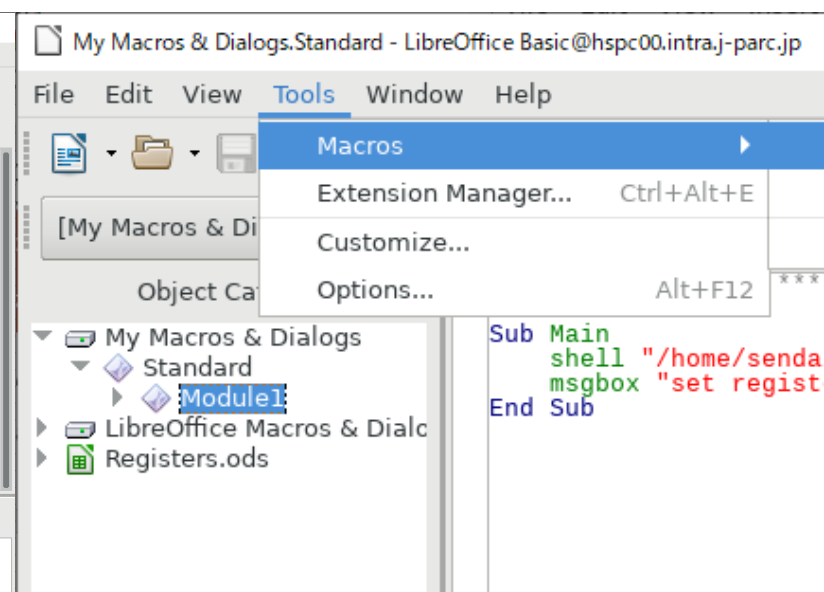 My Macros & Dialogs.Standard - LibreOffice Basic@hspc00.intra.j-parc.jp
File Edit View Tools Window Help
Macros
Extension Manager... Ctrl+Alt+E
[My Macros & Di
Customize...
Object Ca
Options... Alt+F12
***
My Macros & Dialogs
Standard
Module1
LibreOffice Macros & Dialo
Registers.ods
Sub Main
shell "/home/senda
msgbox "set regist
End Sub